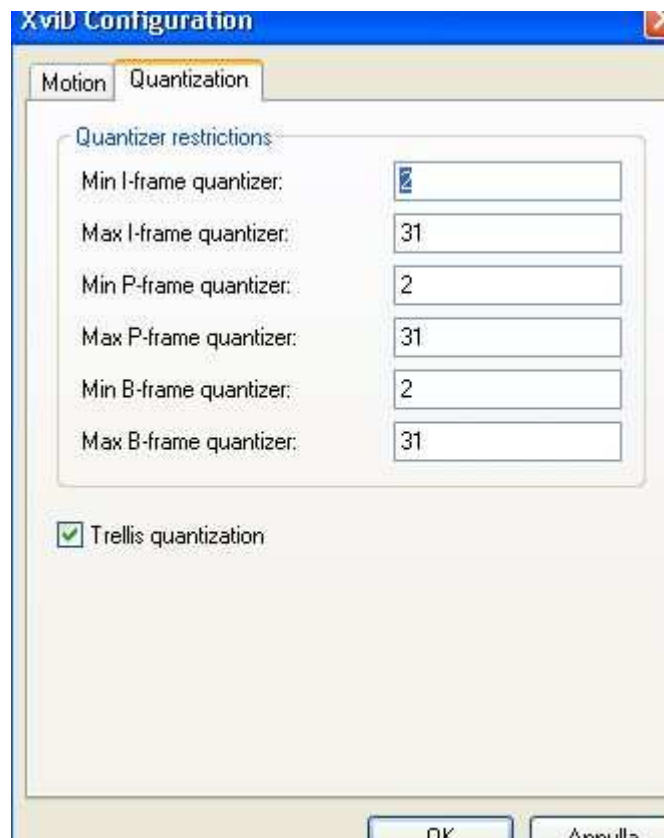 XviD Configuration
Motion Quantization
Quantizer restrictions
Min I-frame quantizer: 2
Max I-frame quantizer: 31
Min P-frame quantizer: 2
Max P-frame quantizer: 31
Min B-frame quantizer: 2
Max B-frame quantizer: 31
Trellis quantization
OK Annulla